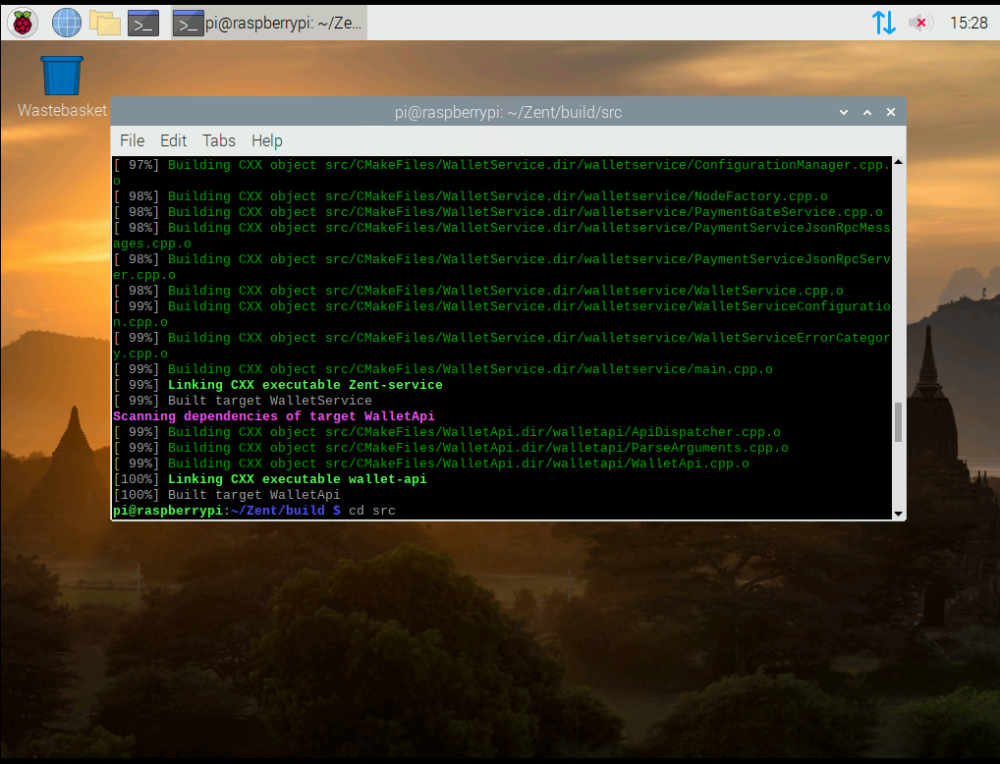 pi@raspberrypi: ~/Ze...
15:28
Wastebasket
pi@raspberrypi: ~/Zent/build/src
File Edit Tabs Help
[ 97%] Building CXX object src/CMakeFiles/WalletService.dir/walletservice/ConfigurationManager.cpp.
o
[ 98%] Building CXX object src/CMakeFiles/WalletService.dir/walletservice/NodeFactory.cpp.o
[ 98%] Building CXX object src/CMakeFiles/WalletService.dir/walletservice/PaymentGateService.cpp.o
[ 98%] Building CXX object src/CMakeFiles/WalletService.dir/walletservice/PaymentServiceJsonRpcMess
ages.cpp.o
[ 98%] Building CXX object src/CMakeFiles/WalletService.dir/walletservice/PaymentServiceJsonRpcServ
er.cpp.o
[ 98%] Building CXX object src/CMakeFiles/WalletService.dir/walletservice/WalletService.cpp.o
[ 99%] Building CXX object src/CMakeFiles/WalletService.dir/walletservice/WalletServiceConfiguratio
n.cpp.o
[ 99%] Building CXX object src/CMakeFiles/WalletService.dir/walletservice/WalletServiceErrorCategor
y.cpp.o
[ 99%] Building CXX object src/CMakeFiles/WalletService.dir/walletservice/main.cpp.o
[ 99%] Linking CXX executable Zent-service
[ 99%] Built target WalletService
Scanning dependencies of target WalletApi
[ 99%] Building CXX object src/CMakeFiles/WalletApi.dir/walletapi/ApiDispatcher.cpp.o
[ 99%] Building CXX object src/CMakeFiles/WalletApi.dir/walletapi/ParseArguments.cpp.o
[ 99%] Building CXX object src/CMakeFiles/WalletApi.dir/walletapi/WalletApi.cpp.o
[100%] Linking CXX executable wallet-api
[100%] Built target WalletApi
pi@raspberrypi:~/Zent/build $ cd src